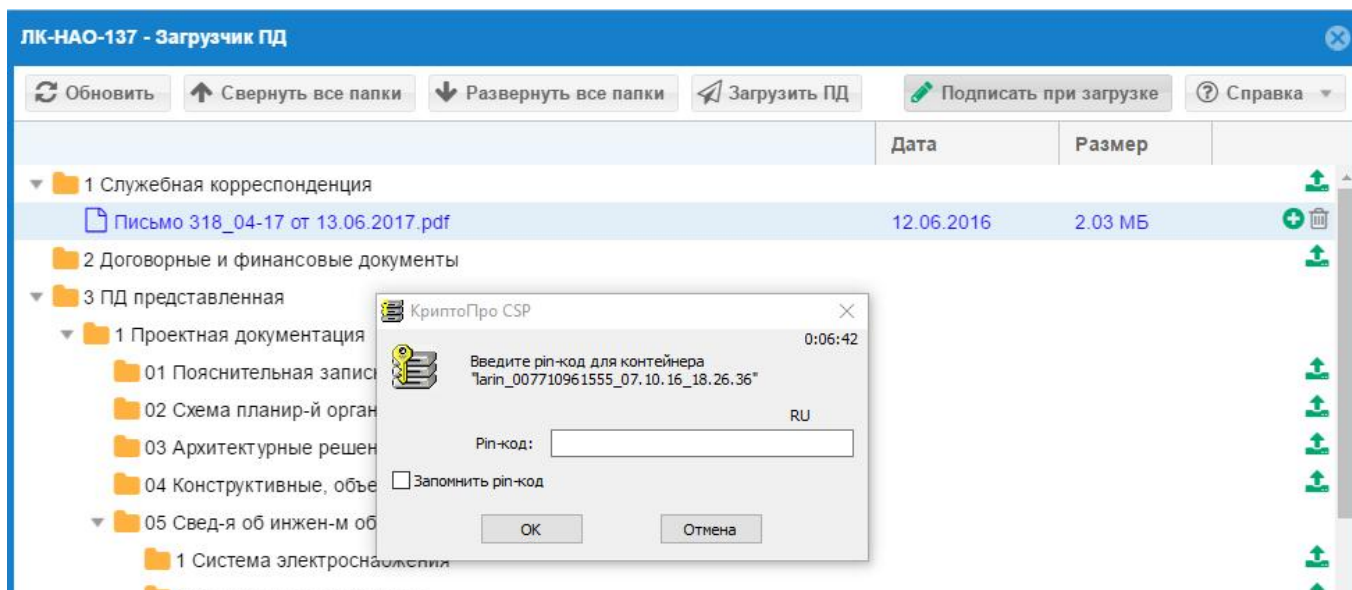 ЛК-НАО-137 - Загрузчик ПД
Обновить Свернуть все папки Развернуть все папки Загрузить ПД Подписать при загрузке Справка
Дата Размер
1 Служебная корреспонденция
Письмо 318_04-17 от 13.06.2017.pdf 12.06.2016 2.03 МБ
2 Договорные и финансовые документы
3 ПД представленная
1 Проектная документация
01 Пояснительная запис
02 Схема планир-й орган
03 Архитектурные решен
04 Конструктивные, объе
05 Свед-я об инжен-м об
1 Система электроснабжения
КриптоПро CSP
0:06:42
Введите pin-код для контейнера
"larin_007710961555_07.10.16_18.26.36"
RU
Pin-код:
Запомнить pin-код
ОК Отмена